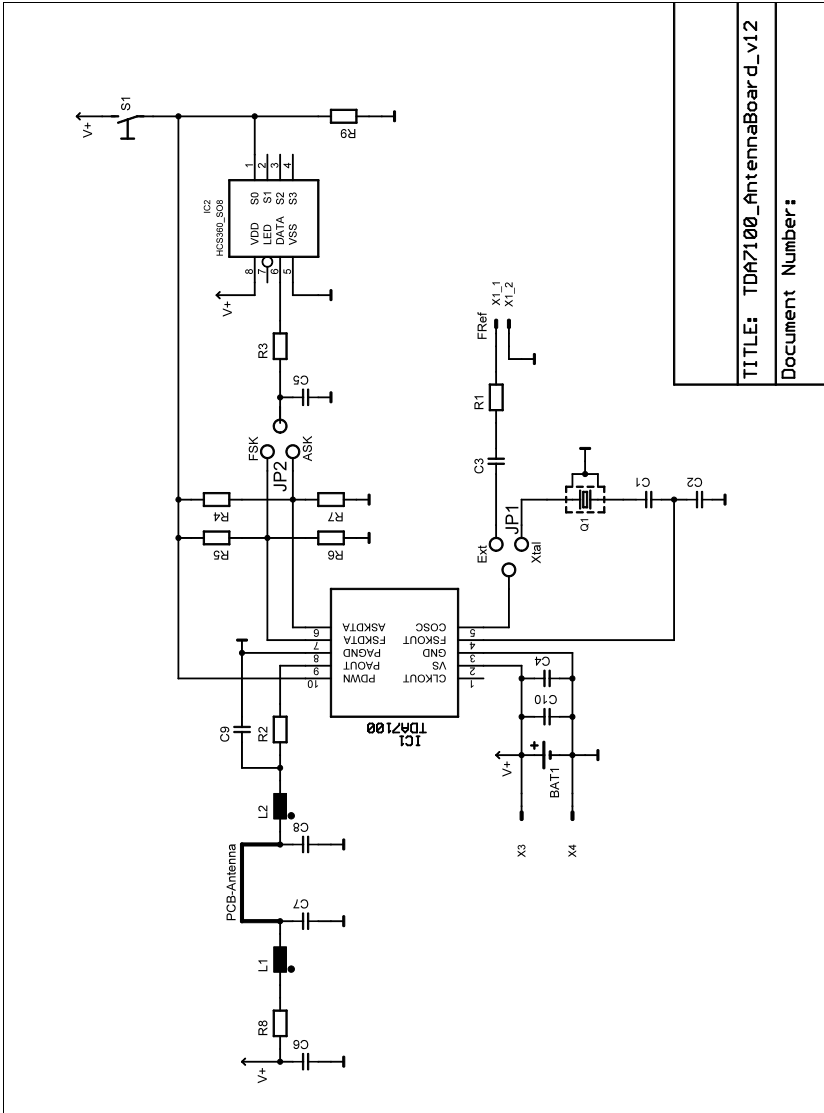 V+
S1
R9
IC2
HCS360_SO8
1
2
3
4
S0
S1
S2
S3
VDD
LED
DATA
VSS
8
7
6
5
V+
R3
C5
FSK
JP2
ASK
R4
R7
R5
R6
FRef
X1_1
X1_2
R1
C3
Ext
JP1
Xtal
Q1
C1
C2
ASKDTA
FSKDTA
PAGND
PAOUT
PDWN
6
7
8
9
10
COSC
FSKOUT
GND
VS
CLKOUT
5
4
3
2
1
IC1
TDA7100
C9
R2
C4
C10
V+
+
BAT1
X3
X4
L2
C8
PCB-Antenna
C7
L1
R8
C6
V+
TITLE: TDA7100_AntennaBoard_v12
Document Number: